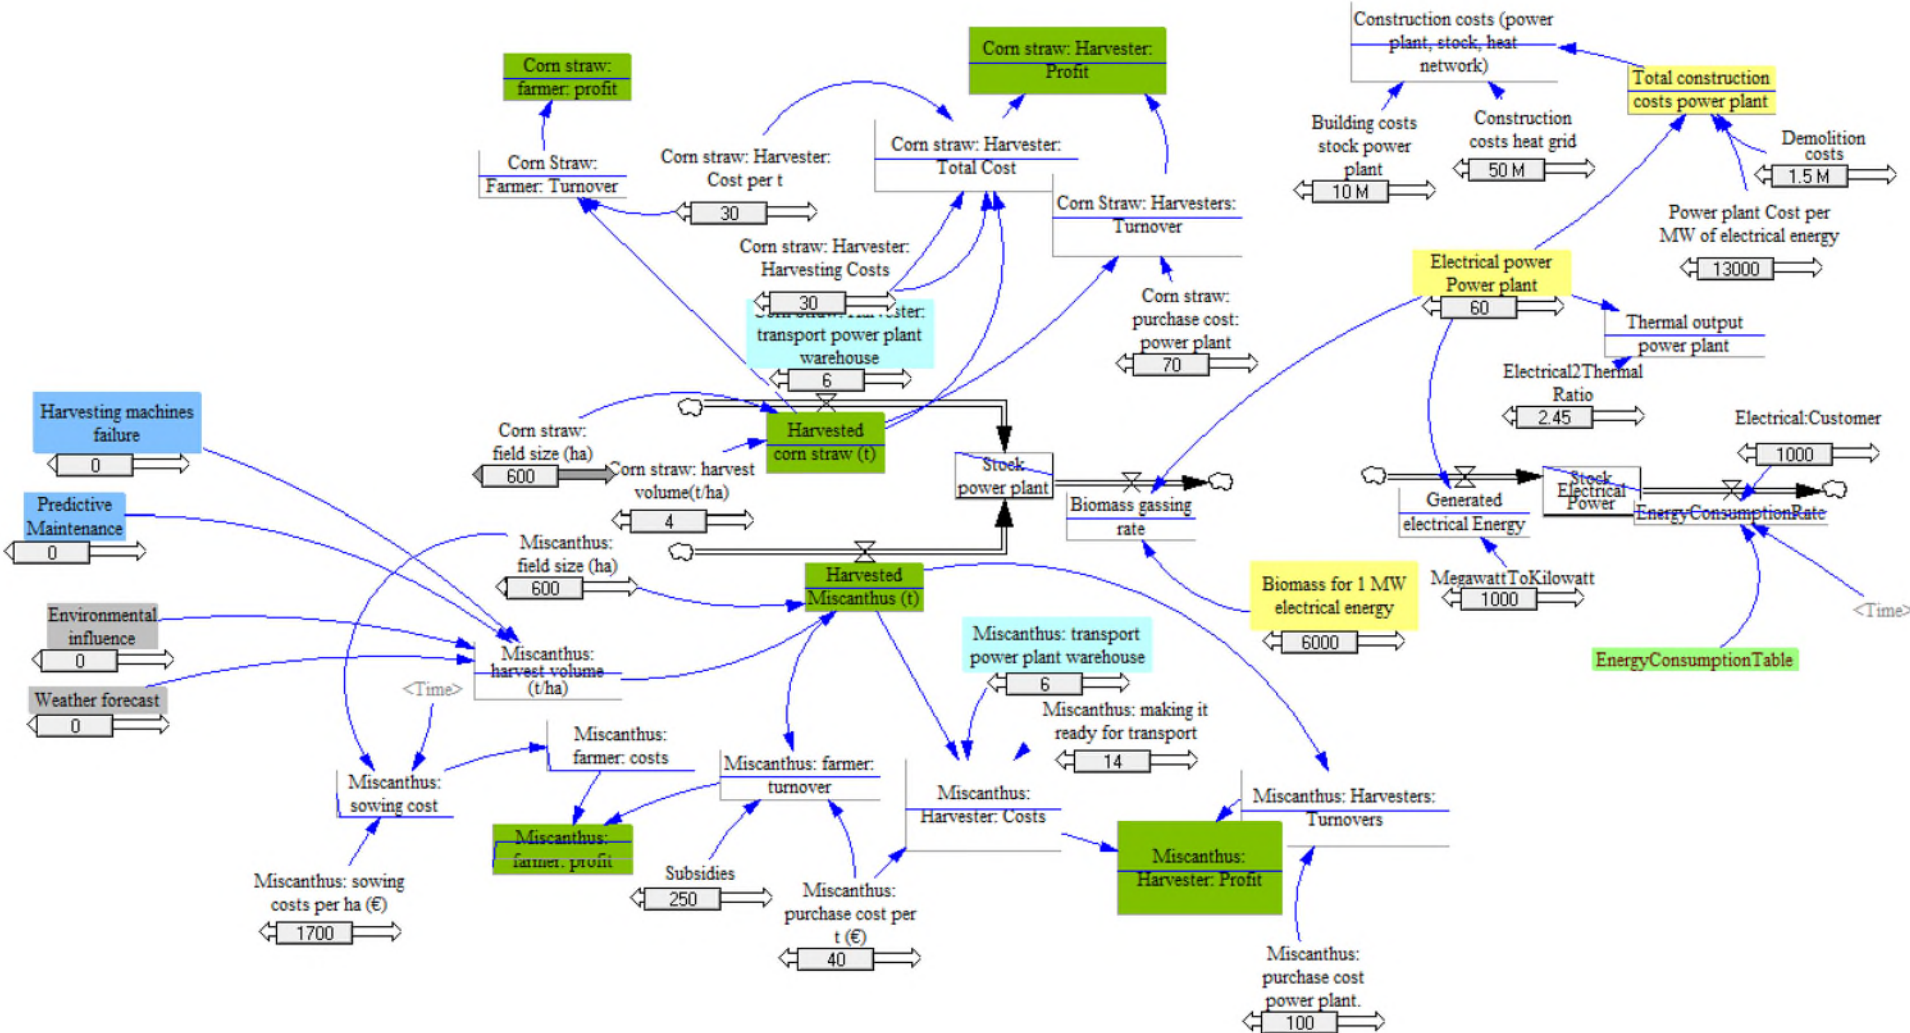 Construction costs (power
plant, stock, heat
network)
Corn straw: Harvester:
Profit
Corn straw:
farmer: profit
Total construction
costs power plant
Building costs
stock power
plant
10 M
Construction
costs heat grid
50 M
Demolition
costs
1.5 M
Corn Straw:
Farmer: Turnover
Corn straw: Harvester:
Cost per t
30
Corn straw: Harvester:
Total Cost
Corn Straw: Harvesters:
Turnover
Power plant Cost per
MW of electrical energy
13000
Corn straw: Harvester:
Harvesting Costs
30
transport power plant
warehouse
6
Corn straw:
purchase cost:
power plant
70
Electrical power
Power plant
60
Thermal output
power plant
Electrical2Thermal
Ratio
2.45
Electrical:Customer
1000
Harvesting machines
failure
0
Corn straw:
field size (ha)
600
Harvested
corn straw (t)
Corn straw: harvest
volume(t/ha)
4
Stock
power plant
Biomass gassing
rate
Generated
electrical Energy
Stock
Electrical
Power
EnergyConsumptionRate
Predictive
Maintenance
0
Miscanthus:
field size (ha)
600
Harvested
Miscanthus (t)
Biomass for 1 MW
electrical energy
6000
MegawattToKilowatt
1000
<Time>
EnergyConsumptionTable
Environmental
influence
0
Weather forecast
0
Miscanthus:
harvest volume
(t/ha)
<Time>
Miscanthus: transport
power plant warehouse
6
Miscanthus: making it
ready for transport
14
Miscanthus:
farmer: costs
Miscanthus:
sowing cost
Miscanthus: farmer:
turnover
Miscanthus:
Harvester: Costs
Miscanthus: Harvesters:
Turnovers
Miscanthus:
farmer: profit
Miscanthus:
Harvester: Profit
Miscanthus: sowing
costs per ha (€)
1700
Subsidies
250
Miscanthus:
purchase cost per
t (€)
40
Miscanthus:
purchase cost
power plant.
100